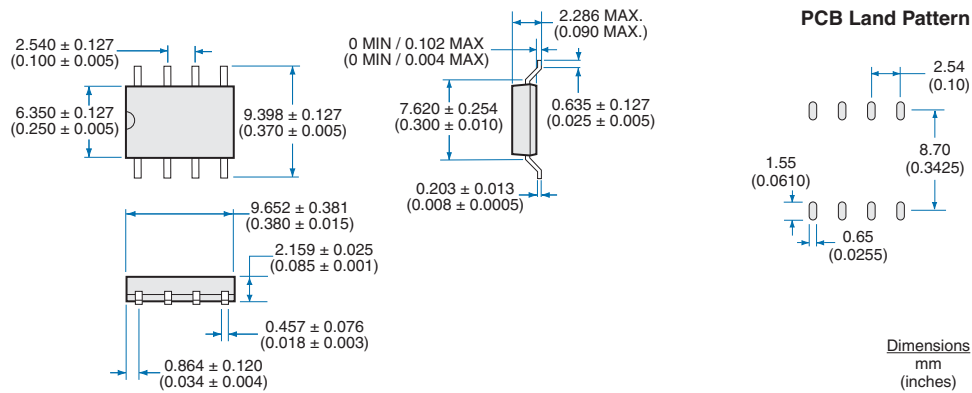 2.540 ± 0.127
(0.100 ± 0.005)
6.350 ± 0.127
(0.250 ± 0.005)
9.398 ± 0.127
(0.370 ± 0.005)
9.652 ± 0.381
(0.380 ± 0.015)
2.159 ± 0.025
(0.085 ± 0.001)
0.457 ± 0.076
(0.018 ± 0.003)
0.864 ± 0.120
(0.034 ± 0.004)
2.286 MAX.
(0.090 MAX.)
0 MIN / 0.102 MAX
(0 MIN / 0.004 MAX)
7.620 ± 0.254
(0.300 ± 0.010)
0.635 ± 0.127
(0.025 ± 0.005)
0.203 ± 0.013
(0.008 ± 0.0005)
PCB Land Pattern
2.54
(0.10)
8.70
(0.3425)
1.55
(0.0610)
0.65
(0.0255)
Dimensions
mm
(inches)